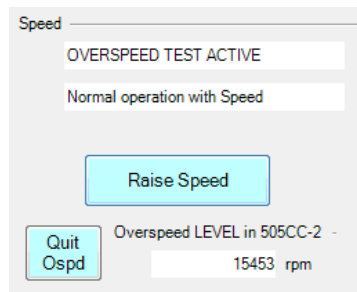 Speed
OVERSPEED TEST ACTIVE
Normal operation with Speed
Raise Speed
Quit
Ospd
Overspeed LEVEL in 505CC-2
15453 rpm